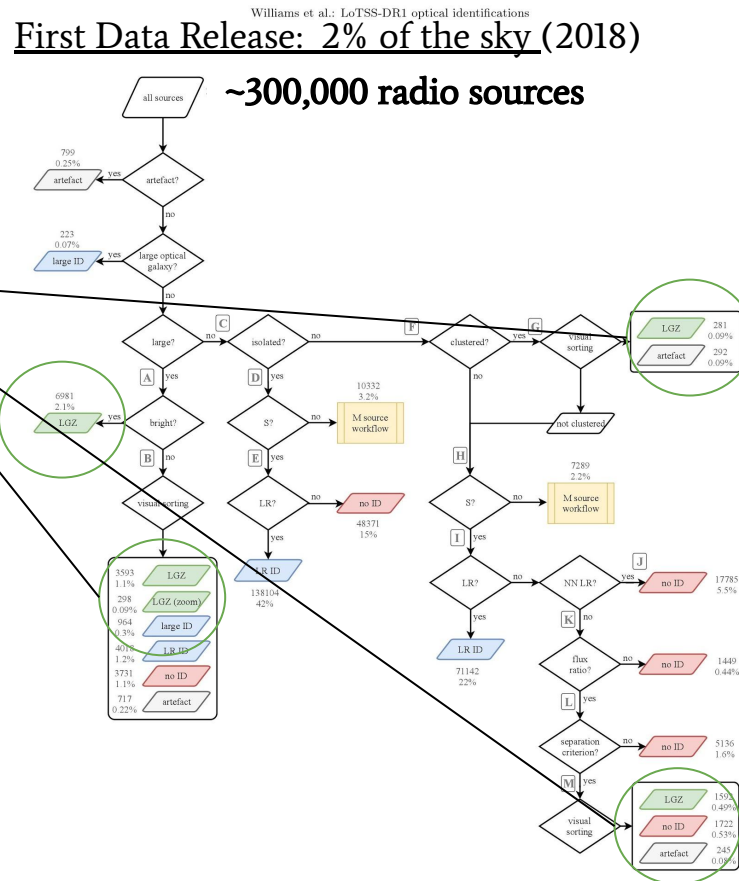 Williams et al.: LoTSS-DR1 optical identifications
First Data Release: 2% of the sky (2018)
~300,000 radio sources
all sources
799
0.25%
artefact
yes
artefact?
no
223
0.07%
large ID
yes
large optical
galaxy?
no
large?
no
C
isolated?
no
F
clustered?
yes
G
visual
sorting
LGZ
281
0.09%
artefact
292
0.09%
A
yes
D
yes
no
not clustered
6981
2.1%
LGZ
yes
bright?
S?
no
10332
3.2%
M source
workflow
B
no
E
yes
H
visual sorting
LR?
no
no ID
48371
15%
S?
no
7289
2.2%
M source
workflow
yes
LR ID
138104
42%
I
yes
3593
1.1%
LGZ
298
0.09%
LGZ (zoom)
964
0.3%
large ID
1.2%
LR ID
3731
1.1%
no ID
717
0.22%
artefact
LR?
no
NN LR?
yes
J
no ID
17785
5.5%
yes
LR ID
71142
22%
K
no
flux
ratio?
no
no ID
1449
0.44%
L
yes
separation
criterion?
no
no ID
5136
1.6%
M
yes
visual
sorting
LGZ
1592
0.49%
no ID
1722
0.53%
artefact
245
0.08%